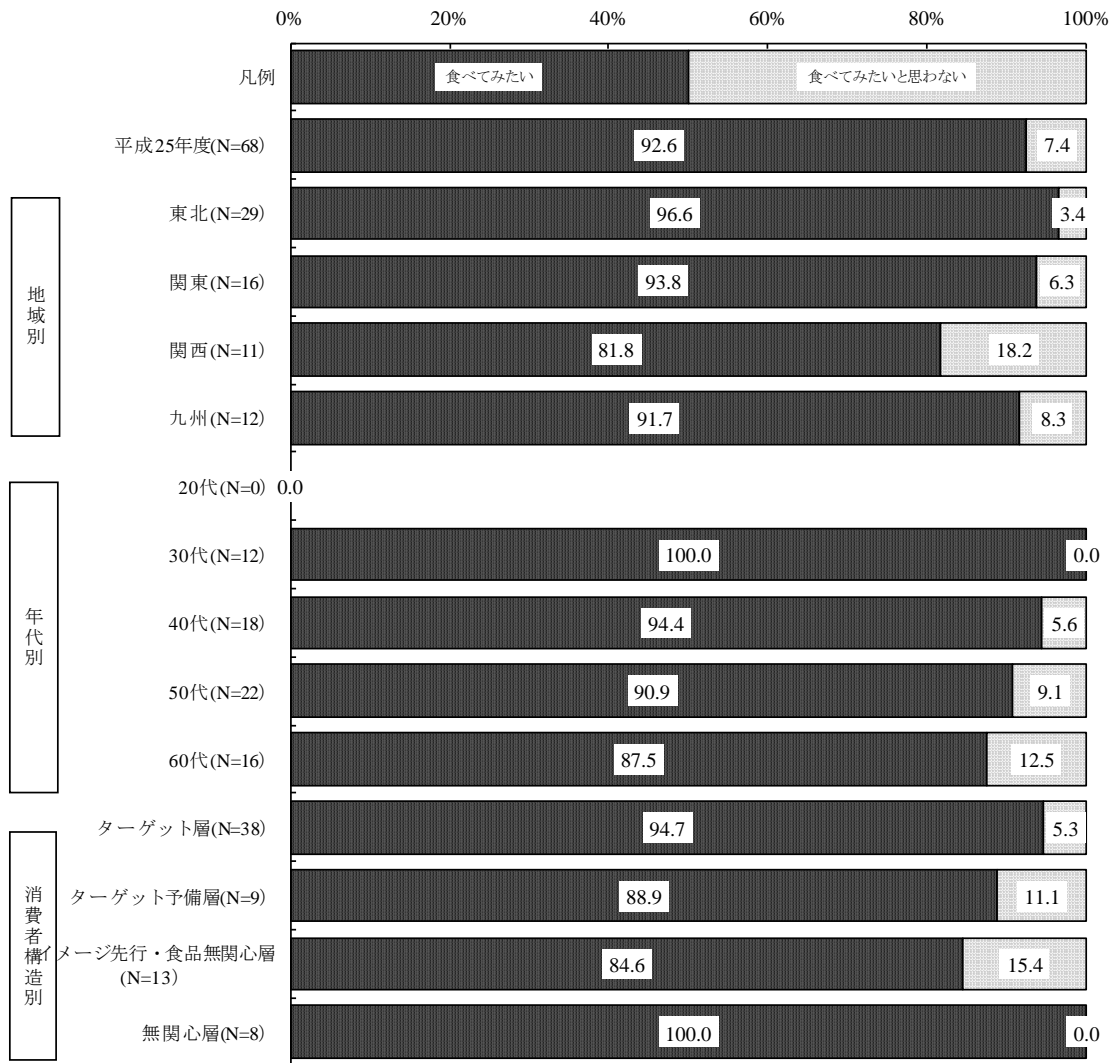 0% 20% 40% 60% 80% 100%
凡例 食べてみたい 食べてみたいと思わない
平成25年度(N=68) 92.6 7.4
地域別
東北(N=29) 96.6 3.4
関東(N=16) 93.8 6.3
関西(N=11) 81.8 18.2
九州(N=12) 91.7 8.3
年代別
20代(N=0) 0.0
30代(N=12) 100.0 0.0
40代(N=18) 94.4 5.6
50代(N=22) 90.9 9.1
60代(N=16) 87.5 12.5
消費者構造別
ターゲット層(N=38) 94.7 5.3
ターゲット予備層(N=9) 88.9 11.1
イメージ先行・食品無関心層
(N=13) 84.6 15.4
無関心層(N=8) 100.0 0.0